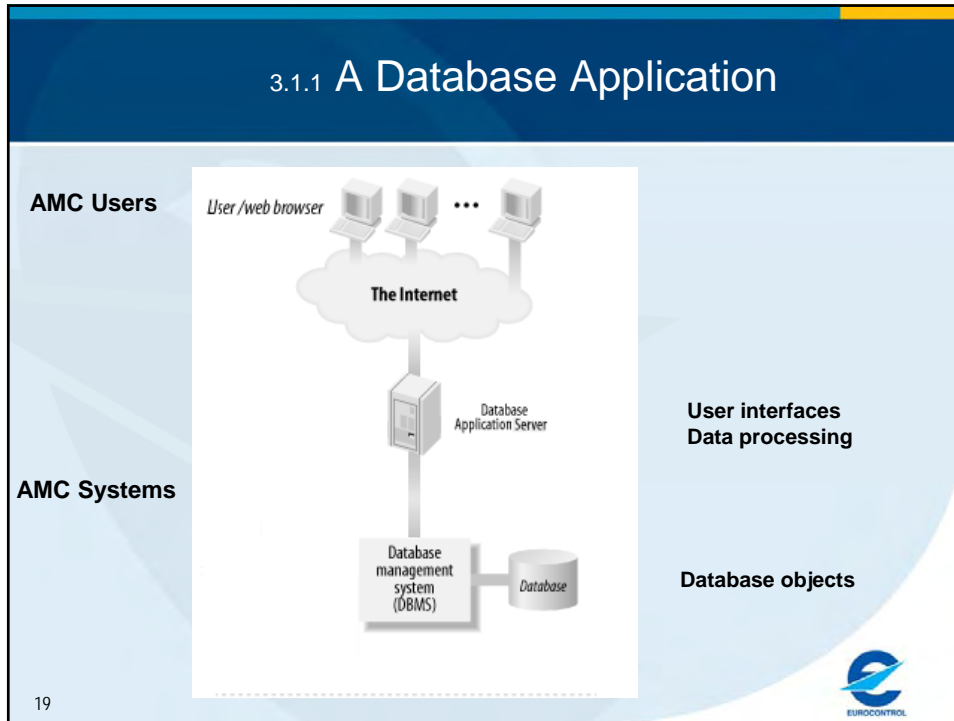 3.1.1 A Database Application
AMC Users
User/web browser
The Internet
Database
Application Server
User interfaces
Data processing
AMC Systems
Database
management
system
(DBMS)
Database
Database objects
19
EUROCONTROL